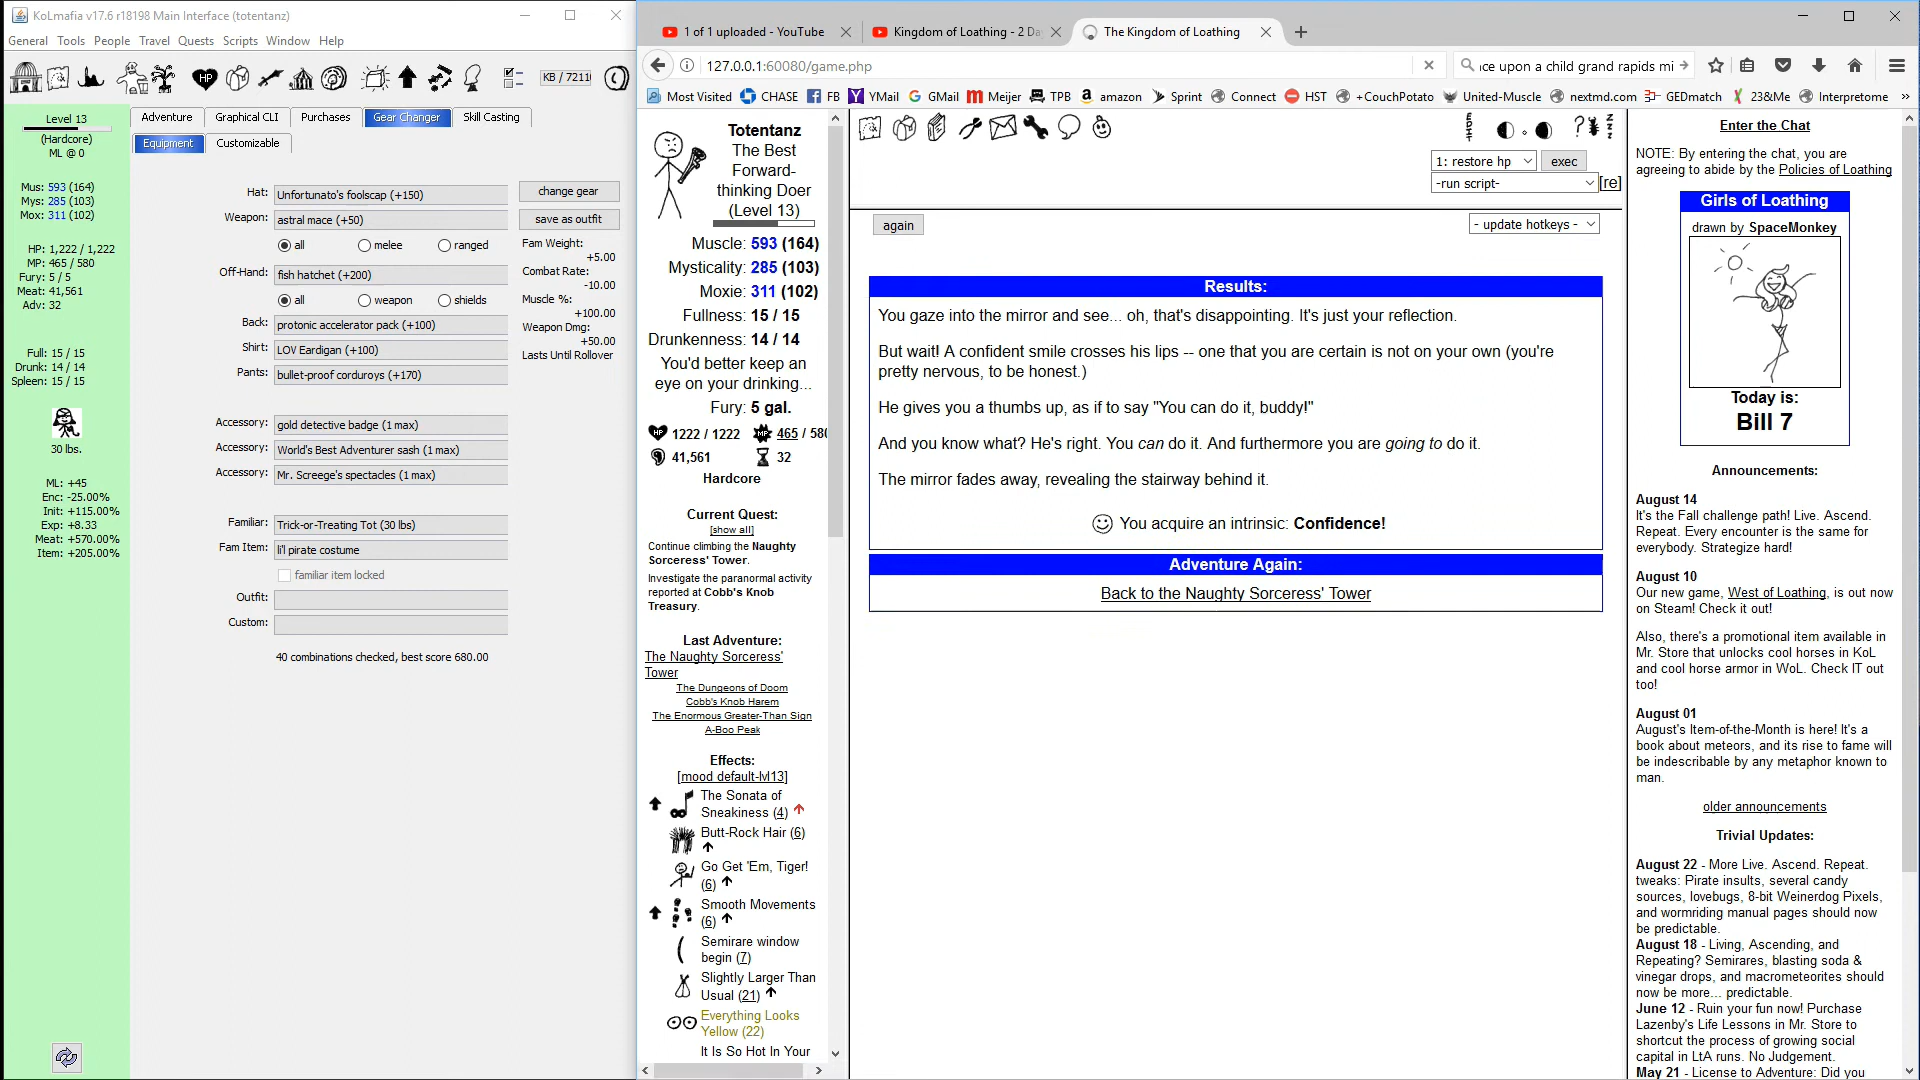 KoLmafia v17.6 r18198 Main Interface (totentanz)
General Tools People Travel Quests Scripts Window Help
HP
KB / 7211
Level 13
(Hardcore)
ML @ 0
Mus: 593 (164)
Mys: 285 (103)
Mox: 311 (102)
HP: 1,222 / 1,222
MP: 465 / 580
Fury: 5 / 5
Meat: 41,561
Adv: 32
Full: 15 / 15
Drunk: 14 / 14
Spleen: 15 / 15
30 lbs.
ML: +45
Enc: -25.00%
Init: +115.00%
Exp: +8.33
Meat: +570.00%
Item: +205.00%
Adventure Graphical CLI Purchases Gear Changer Skill Casting
Equipment Customizable
Hat: Unfortunato's foolscap (+150)
Weapon: astral mace (+50)
all melee ranged
Off-Hand: fish hatchet (+200)
all weapon shields
Back: protonic accelerator pack (+100)
Shirt: LOV Eardigan (+100)
Pants: bullet-proof corduroys (+170)
Accessory: gold detective badge (1 max)
Accessory: World's Best Adventurer sash (1 max)
Accessory: Mr. Screege's spectacles (1 max)
Familiar: Trick-or-Treating Tot (30 lbs)
Fam Item: li'l pirate costume
familiar item locked
Outfit:
Custom:
40 combinations checked, best score 680.00
change gear
save as outfit
Fam Weight:
+5.00
Combat Rate:
-10.00
Muscle %:
+100.00
Weapon Dmg:
+50.00
Lasts Until Rollover
1 of 1 uploaded - YouTube
Kingdom of Loathing - 2 Da
The Kingdom of Loathing
127.0.0.1:60080/game.php
ce upon a child grand rapids mi
Most Visited CHASE FB YMail GMail Meijer TPB amazon Sprint Connect HST +CouchPotato United-Muscle nextmd.com GEDmatch 23&Me Interpretome
Totentanz
The Best
Forward-
thinking Doer
(Level 13)
Muscle: 593 (164)
Mysticality: 285 (103)
Moxie: 311 (102)
Fullness: 15 / 15
Drunkenness: 14 / 14
You'd better keep an
eye on your drinking...
Fury: 5 gal.
HP 1222 / 1222 MP 465 / 580
41,561 32
Hardcore
Current Quest:
[show all]
Continue climbing the Naughty
Sorceress' Tower.
Investigate the paranormal activity
reported at Cobb's Knob
Treasury.
Last Adventure:
The Naughty Sorceress'
Tower
The Dungeons of Doom
Cobb's Knob Harem
The Enormous Greater-Than Sign
A-Boo Peak
Effects:
[mood default-lvl13]
The Sonata of
Sneakiness (4)
Butt-Rock Hair (6)
Go Get 'Em, Tiger!
(6)
Smooth Movements
(6)
Semirare window
begin (7)
Slightly Larger Than
Usual (21)
Everything Looks
Yellow (22)
It Is So Hot In Your
EDIT
1: restore hp exec
-run script- [re]
again
- update hotkeys -
Results:
You gaze into the mirror and see... oh, that's disappointing. It's just your reflection.
But wait! A confident smile crosses his lips -- one that you are certain is not on your own (you're
pretty nervous, to be honest.)
He gives you a thumbs up, as if to say "You can do it, buddy!"
And you know what? He's right. You can do it. And furthermore you are going to do it.
The mirror fades away, revealing the stairway behind it.
You acquire an intrinsic: Confidence!
Adventure Again:
Back to the Naughty Sorceress' Tower
Enter the Chat
NOTE: By entering the chat, you are
agreeing to abide by the Policies of Loathing
Girls of Loathing
drawn by SpaceMonkey
Today is:
Bill 7
Announcements:
August 14
It's the Fall challenge path! Live. Ascend.
Repeat. Every encounter is the same for
everybody. Strategize hard!
August 10
Our new game, West of Loathing, is out now
on Steam! Check it out!
Also, there's a promotional item available in
Mr. Store that unlocks cool horses in KoL
and cool horse armor in WoL. Check IT out
too!
August 01
August's Item-of-the-Month is here! It's a
book about meteors, and its rise to fame will
be indescribable by any metaphor known to
man.
older announcements
Trivial Updates:
August 22 - More Live. Ascend. Repeat.
tweaks: Pirate insults, several candy
sources, lovebugs, 8-bit Weinerdog Pixels,
and wormriding manual pages should now
be predictable.
August 18 - Living, Ascending, and
Repeating? Semirares, blasting soda &
vinegar drops, and macrometeorites should
now be more... predictable.
June 12 - Ruin your fun now! Purchase
Lazenby's Life Lessons in Mr. Store to
shortcut the process of growing social
capital in LtA runs. No Judgement.
May 21 - License to Adventure: Did you